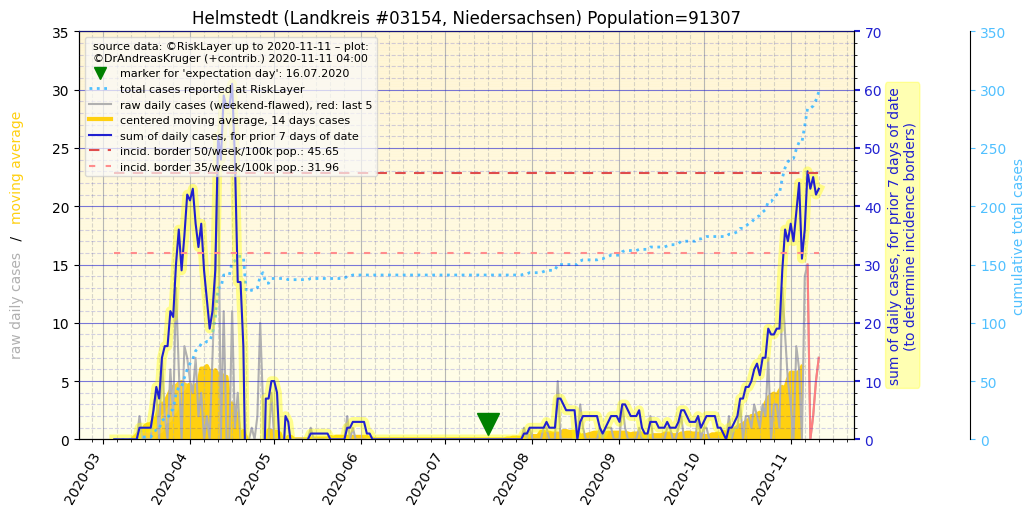 Helmstedt (Landkreis #03154, Niedersachsen) Population=91307
source data: ©RiskLayer up to 2020-11-11 – plot:
©DrAndreasKruger (+contrib.) 2020-11-11 04:00
marker for 'expectation day': 16.07.2020
total cases reported at RiskLayer
raw daily cases (weekend-flawed), red: last 5
centered moving average, 14 days cases
sum of daily cases, for prior 7 days of date
incid. border 50/week/100k pop.: 45.65
incid. border 35/week/100k pop.: 31.96
raw daily cases / moving average
35
30
25
20
15
10
5
0
70
60
50
40
30
20
10
0
sum of daily cases, for prior 7 days of date
(to determine incidence borders)
350
300
250
200
150
100
50
0
cumulative total cases
2020-03
2020-04
2020-05
2020-06
2020-07
2020-08
2020-09
2020-10
2020-11